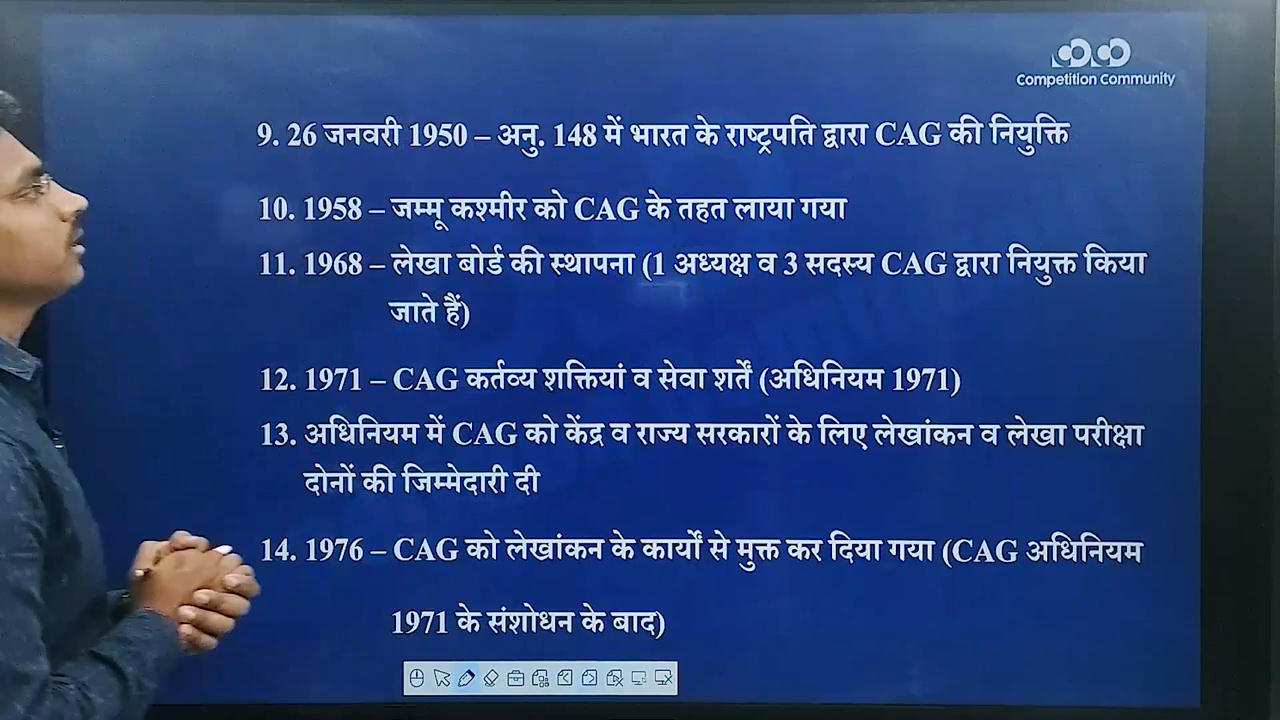 Competition Community
9. 26 जनवरी 1950 – अनु. 148 में भारत के राष्ट्रपति द्वारा CAG की नियुक्ति
10. 1958 – जम्मू कश्मीर को CAG के तहत लाया गया
11. 1968 – लेखा बोर्ड की स्थापना (1 अध्यक्ष व 3 सदस्य CAG द्वारा नियुक्त किया
जाते हैं)
12. 1971 – CAG कर्तव्य शक्तियां व सेवा शर्तें (अधिनियम 1971)
13. अधिनियम में CAG को केंद्र व राज्य सरकारों के लिए लेखांकन व लेखा परीक्षा
दोनों की जिम्मेदारी दी
14. 1976 – CAG को लेखांकन के कार्यों से मुक्त कर दिया गया (CAG अधिनियम
1971 के संशोधन के बाद)